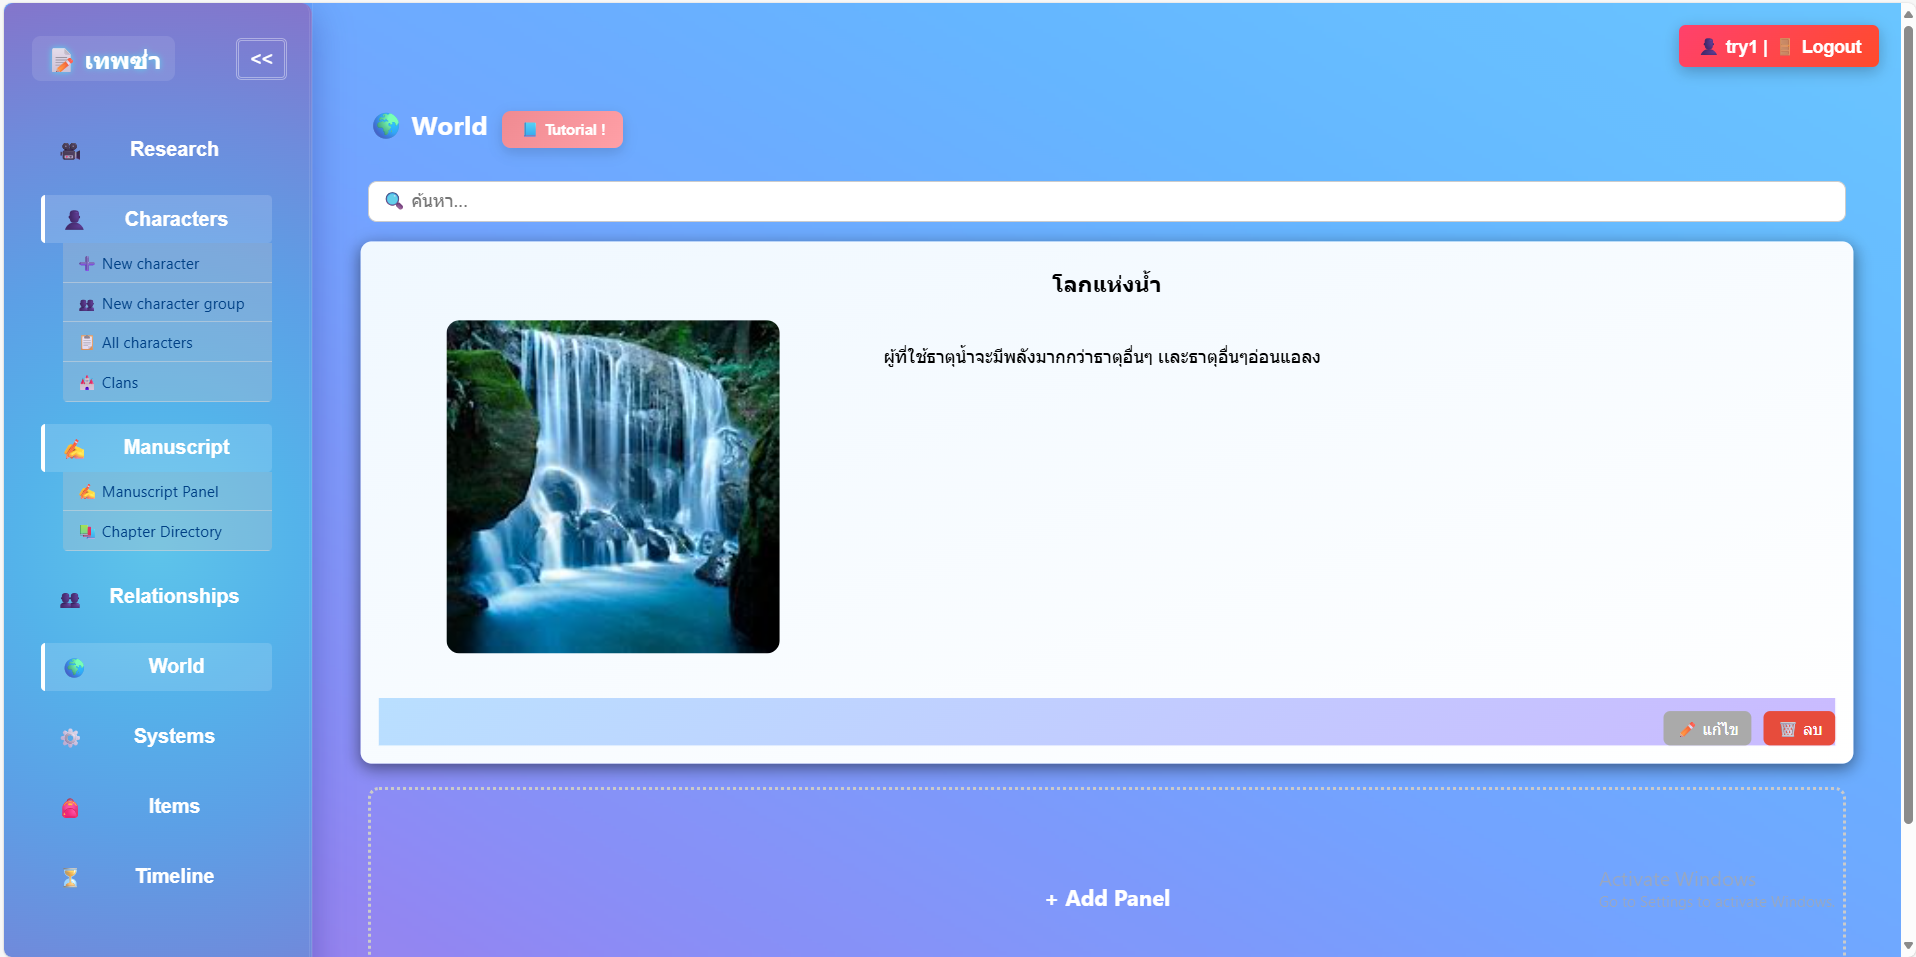 เทพซ่า
<<
try1 | Logout
Research
Characters
New character
New character group
All characters
Clans
Manuscript
Manuscript Panel
Chapter Directory
Relationships
World
Systems
Items
Timeline
World
Tutorial !
ค้นหา...
โลกแห่งน้ำ
ผู้ที่ใช้ธาตุน้ำจะมีพลังมากกว่าธาตุอื่นๆ และธาตุอื่นๆอ่อนแอลง
แก้ไข
ลบ
+ Add Panel
Activate Windows
Go to Settings to activate Windows.